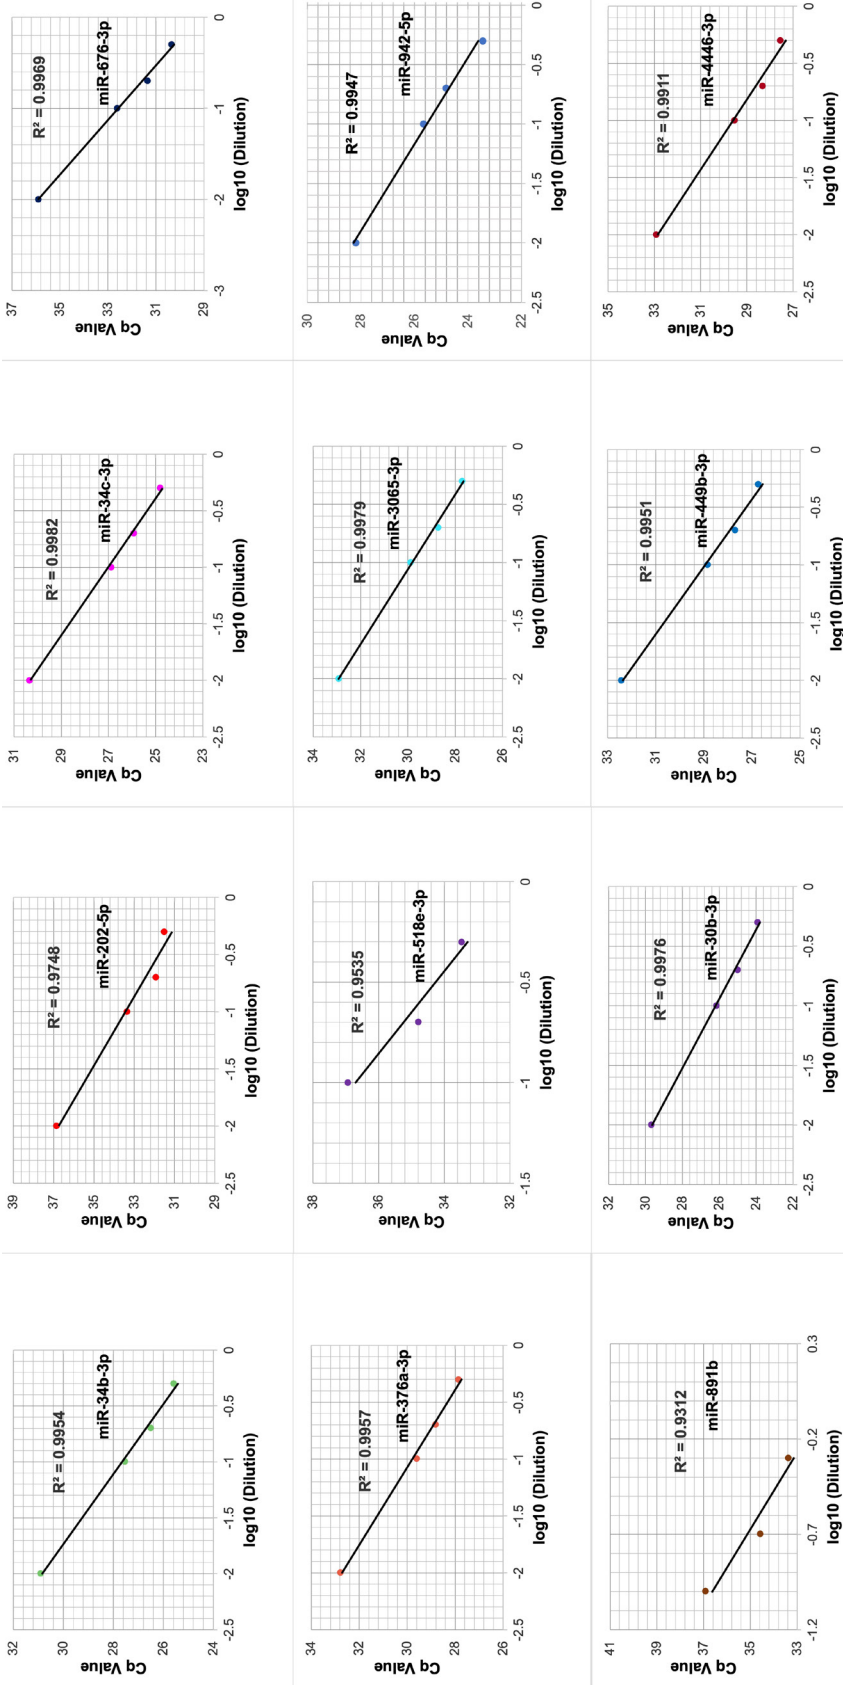 32
30
28
26
24
Cq Value
R² = 0.9954
miR-34b-3p
-2.5
-2
-1.5
-1
-0.5
0
log10 (Dilution)
39
37
35
33
31
29
Cq Value
R² = 0.9748
miR-202-5p
-2.5
-2
-1.5
-1
-0.5
0
log10 (Dilution)
31
29
27
25
23
Cq Value
R² = 0.9982
miR-34c-3p
-2.5
-2
-1.5
-1
-0.5
0
log10 (Dilution)
37
35
33
31
29
Cq Value
R² = 0.9969
miR-676-3p
-3
-2
-1
0
log10 (Dilution)
34
32
30
28
26
Cq Value
R² = 0.9957
miR-376a-3p
-2.5
-2
-1.5
-1
-0.5
0
log10 (Dilution)
38
36
34
32
Cq Value
R² = 0.9535
miR-518e-3p
-1.5
-1
-0.5
0
log10 (Dilution)
34
32
30
28
26
Cq Value
R² = 0.9979
miR-3065-3p
-2.5
-2
-1.5
-1
-0.5
0
log10 (Dilution)
30
28
26
24
22
Cq Value
R² = 0.9947
miR-942-5p
-2.5
-2
-1.5
-1
-0.5
0
log10 (Dilution)
41
39
37
35
33
Cq Value
R² = 0.9312
miR-891b
-1.2
-0.7
-0.2
0.3
log10 (Dilution)
32
30
28
26
24
22
Cq Value
R² = 0.9976
miR-30b-3p
-2.5
-2
-1.5
-1
-0.5
0
log10 (Dilution)
33
31
29
27
25
Cq Value
R² = 0.9951
miR-449b-3p
-2.5
-2
-1.5
-1
-0.5
0
log10 (Dilution)
35
33
31
29
27
Cq Value
R² = 0.9911
miR-4446-3p
-2.5
-2
-1.5
-1
-0.5
0
log10 (Dilution)